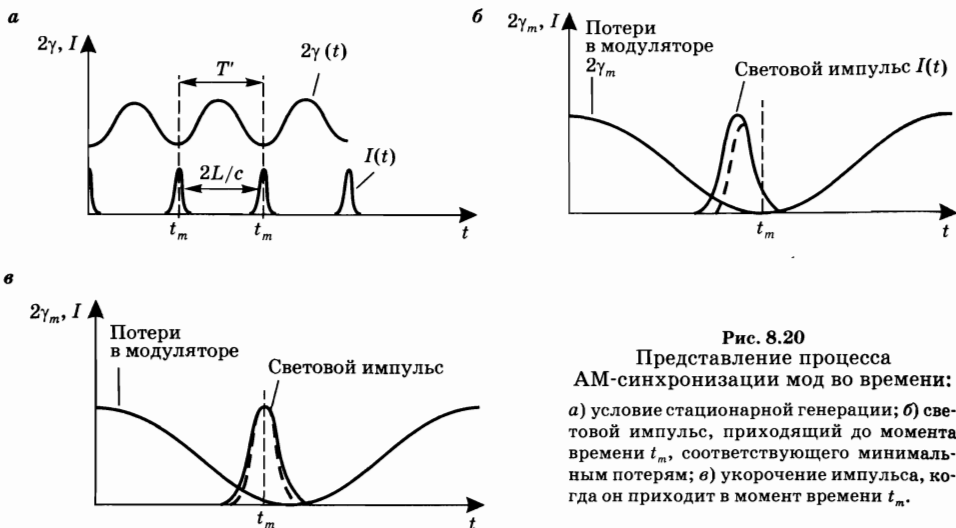 а
2γ, I
2γ(t)
T′
I(t)
2L/c
t_m
t_m
t
б
2γ_m, I
Потери
в модуляторе
2γ_m
Световой импульс I(t)
t_m
t
в
2γ_m, I
Потери
в модуляторе
Световой импульс
t_m
t
Рис. 8.20
Представление процесса
АМ-синхронизации мод во времени:
а) условие стационарной генерации; б) све-
товой импульс, приходящий до момента
времени t_m, соответствующего минималь-
ным потерям; в) укорочение импульса, ко-
гда он приходит в момент времени t_m.